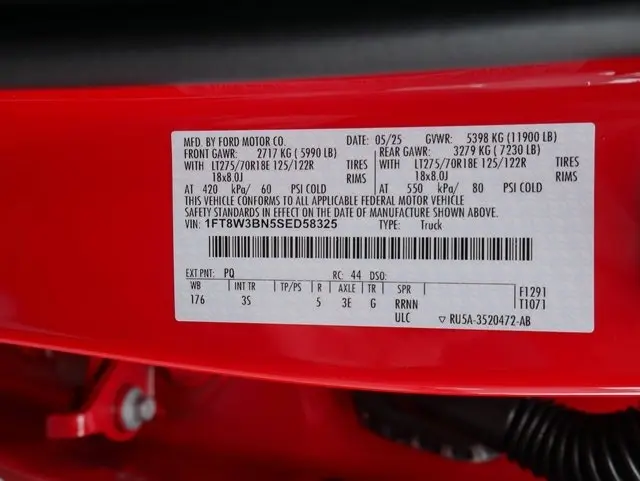 MFD. BY FORD MOTOR CO. DATE: 05/25 GVWR: 5398 KG (11900 LB)
FRONT GAWR: 2717 KG ( 5990 LB) REAR GAWR: 3279 KG ( 7230 LB)
WITH LT275/70R18E 125/122R TIRES WITH LT275/70R18E 125/122R TIRES
18x8.0J RIMS 18x8.0J RIMS
AT 420 kPa/ 60 PSI COLD AT 550 kPa/ 80 PSI COLD
THIS VEHICLE CONFORMS TO ALL APPLICABLE FEDERAL MOTOR VEHICLE
SAFETY STANDARDS IN EFFECT ON THE DATE OF MANUFACTURE SHOWN ABOVE.
VIN: 1FT8W3BN5SED58325 TYPE: Truck
EXT PNT: PQ RC: 44 DSO:
WB INT TR TP/PS R AXLE TR SPR F1291
176 3S 5 3E G RRNN T1071
ULC ▽ RU5A-3520472-AB